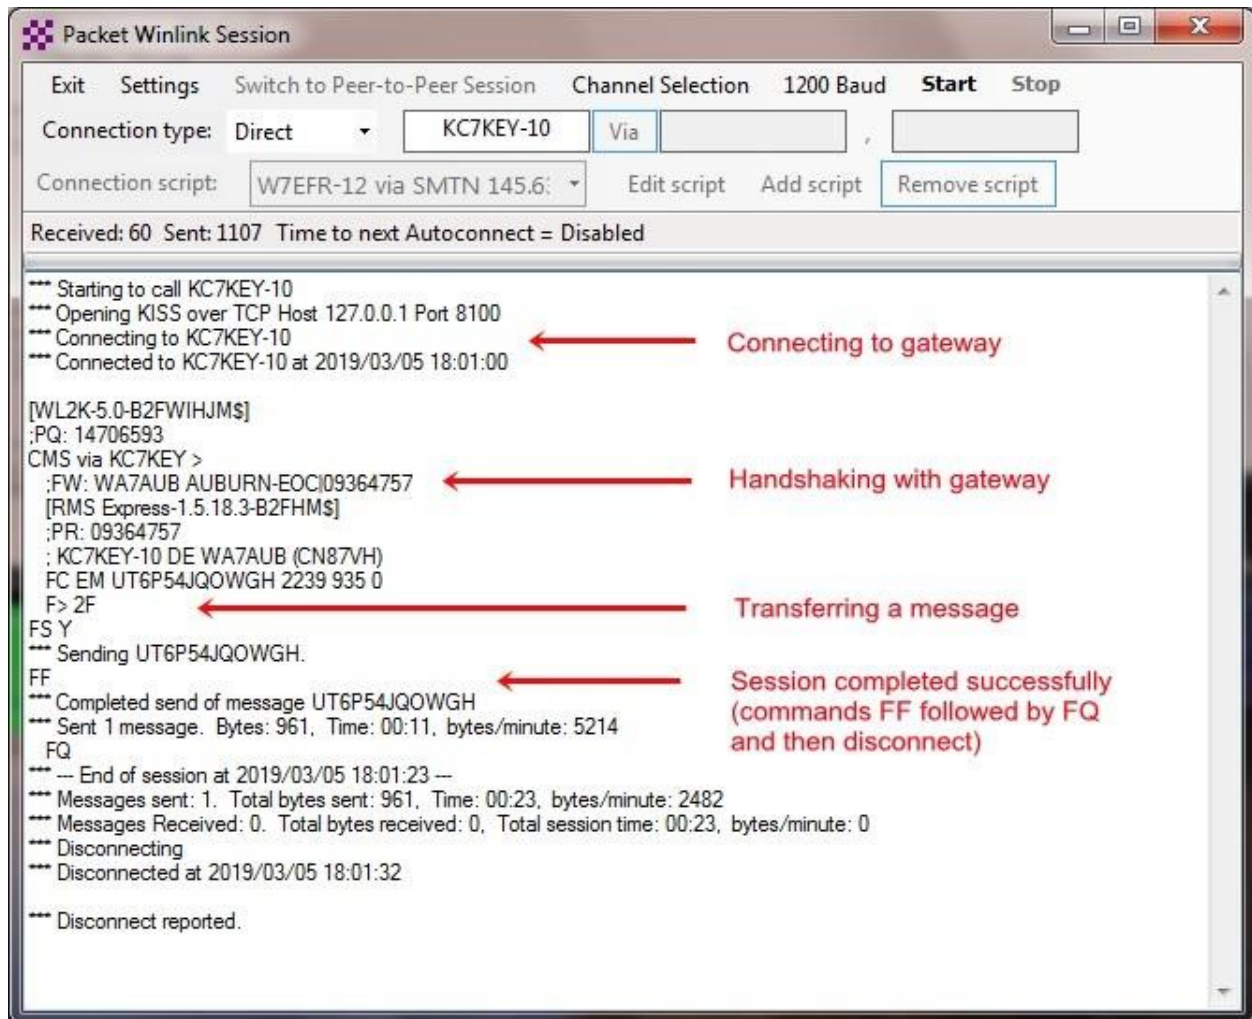 Packet Winlink Session
Exit Settings Switch to Peer-to-Peer Session Channel Selection 1200 Baud Start Stop
Connection type: Direct KC7KEY-10 Via ,
Connection script: W7EFR-12 via SMTN 145.6 Edit script Add script Remove script
Received: 60 Sent: 1107 Time to next Autoconnect = Disabled
*** Starting to call KC7KEY-10
*** Opening KISS over TCP Host 127.0.0.1 Port 8100
*** Connecting to KC7KEY-10
Connecting to gateway
*** Connected to KC7KEY-10 at 2019/03/05 18:01:00
[WL2K-5.0-B2FWIHJM$]
;PQ: 14706593
CMS via KC7KEY >
;FW: WA7AUB AUBURN-EOC|09364757
Handshaking with gateway
[RMS Express-1.5.18.3-B2FHM$]
;PR: 09364757
; KC7KEY-10 DE WA7AUB (CN87VH)
FC EM UT6P54JQOWGH 2239 935 0
F> 2F
Transferring a message
FS Y
*** Sending UT6P54JQOWGH.
FF
Session completed successfully
(commands FF followed by FQ
and then disconnect)
*** Completed send of message UT6P54JQOWGH
*** Sent 1 message. Bytes: 961, Time: 00:11, bytes/minute: 5214
FQ
*** --- End of session at 2019/03/05 18:01:23 ---
*** Messages sent: 1. Total bytes sent: 961, Time: 00:23, bytes/minute: 2482
*** Messages Received: 0. Total bytes received: 0, Total session time: 00:23, bytes/minute: 0
*** Disconnecting
*** Disconnected at 2019/03/05 18:01:32
*** Disconnect reported.